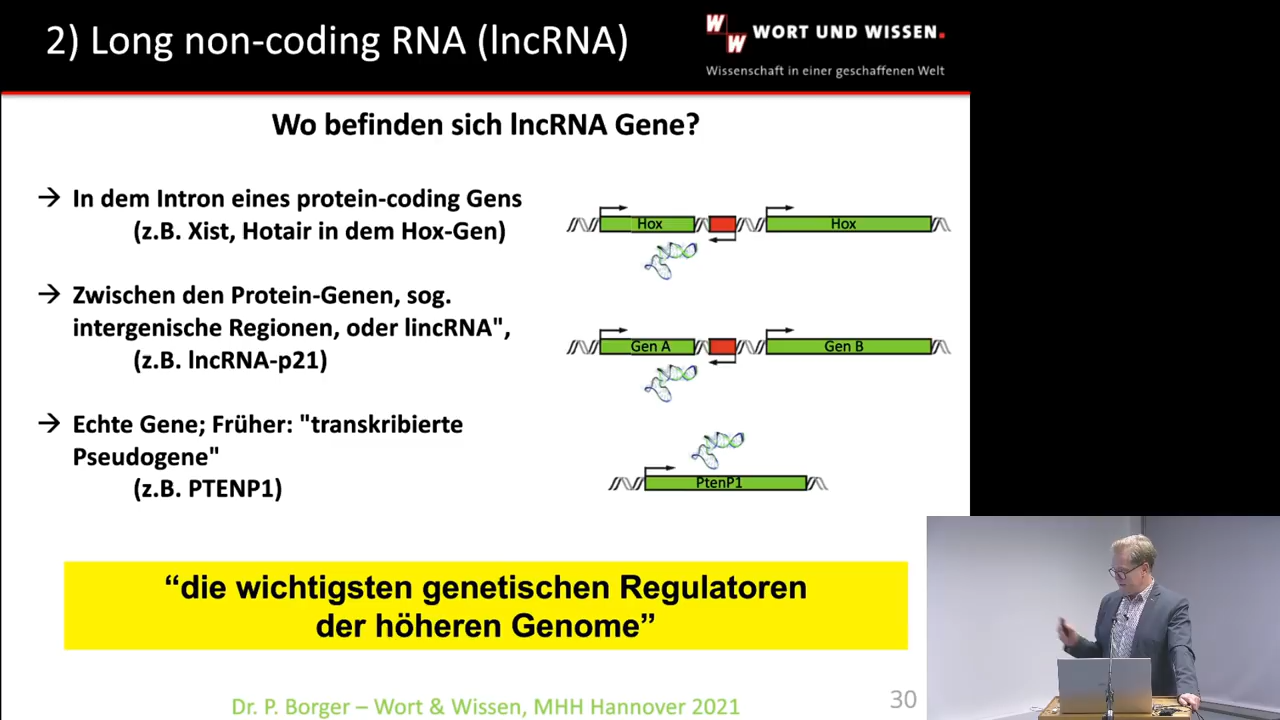 2) Long non-coding RNA (lncRNA)
W W WORT UND WISSEN.
Wissenschaft in einer geschaffenen Welt
Wo befinden sich lncRNA Gene?
→ In dem Intron eines protein-coding Gens
(z.B. Xist, Hotair in dem Hox-Gen)
Hox Hox
→ Zwischen den Protein-Genen, sog.
intergenische Regionen, oder lincRNA",
(z.B. lncRNA-p21)
Gen A Gen B
→ Echte Gene; Früher: "transkribierte
Pseudogene"
(z.B. PTENP1)
PtenP1
“die wichtigsten genetischen Regulatoren
der höheren Genome”
Dr. P. Borger – Wort & Wissen, MHH Hannover 2021
30